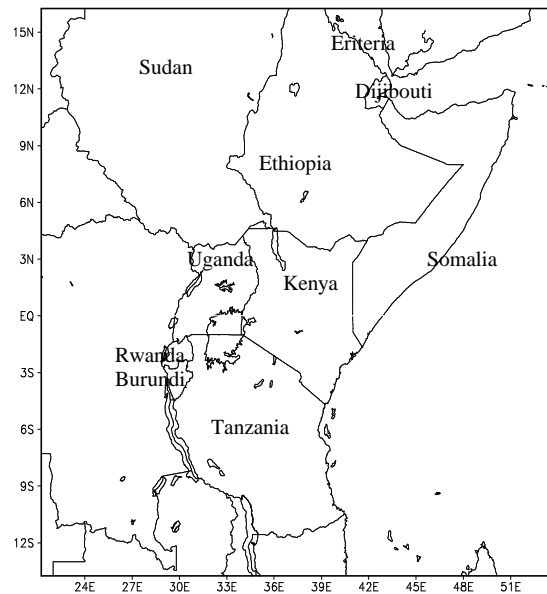 15N
Eriteria
Sudan
12N
Dijibouti
9N
Ethiopia
6N
3N
Uganda
Somalia
Kenya
EQ
Rwanda
3S
Burundi
Tanzania
6S
9S
12S
24E 27E 30E 33E 36E 39E 42E 45E 48E 51E